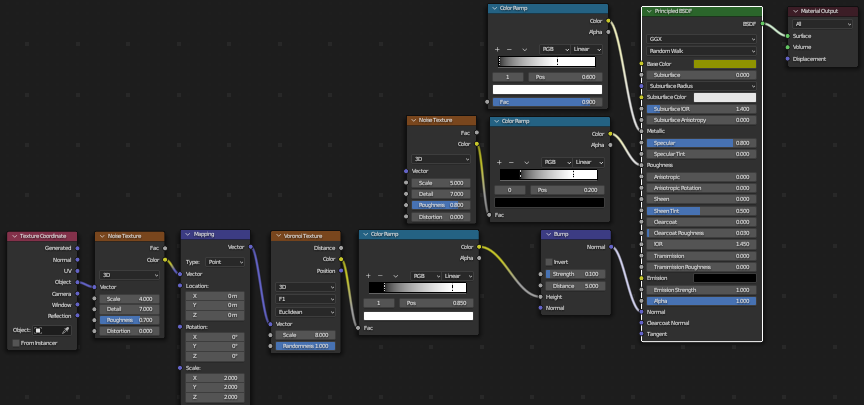 Color Ramp
Color
Alpha
RGB
Linear
1
Pos
0.600
Fac
0.900
Noise Texture
Fac
Color
3D
Vector
Scale
5.000
Detail
7.000
Roughness
0.800
Distortion
0.000
Color Ramp
Color
Alpha
RGB
Linear
0
Pos
0.200
Fac
Texture Coordinate
Generated
Normal
UV
Object
Camera
Window
Reflection
Object:
From Instancer
Noise Texture
Fac
Color
3D
Vector
Scale
4.000
Detail
7.000
Roughness
0.700
Distortion
0.000
Mapping
Vector
Type:
Point
Vector
Location:
X
0 m
Y
0 m
Z
0 m
Rotation:
X
0°
Y
0°
Z
0°
Scale:
X
2.000
Y
2.000
Z
2.000
Voronoi Texture
Distance
Color
Position
3D
F1
Euclidean
Vector
Scale
8.000
Randomness
1.000
Color Ramp
Color
Alpha
RGB
Linear
1
Pos
0.850
Fac
Bump
Normal
Invert
Strength
0.100
Distance
5.000
Height
Normal
Principled BSDF
BSDF
GGX
Random Walk
Base Color
Subsurface
0.000
Subsurface Radius
Subsurface Color
Subsurface IOR
1.400
Subsurface Anisotropy
0.000
Metallic
Specular
0.800
Specular Tint
0.000
Roughness
Anisotropic
0.000
Anisotropic Rotation
0.000
Sheen
0.000
Sheen Tint
0.500
Clearcoat
0.000
Clearcoat Roughness
0.030
IOR
1.450
Transmission
0.000
Transmission Roughness
0.000
Emission
Emission Strength
1.000
Alpha
1.000
Normal
Clearcoat Normal
Tangent
Material Output
All
Surface
Volume
Displacement